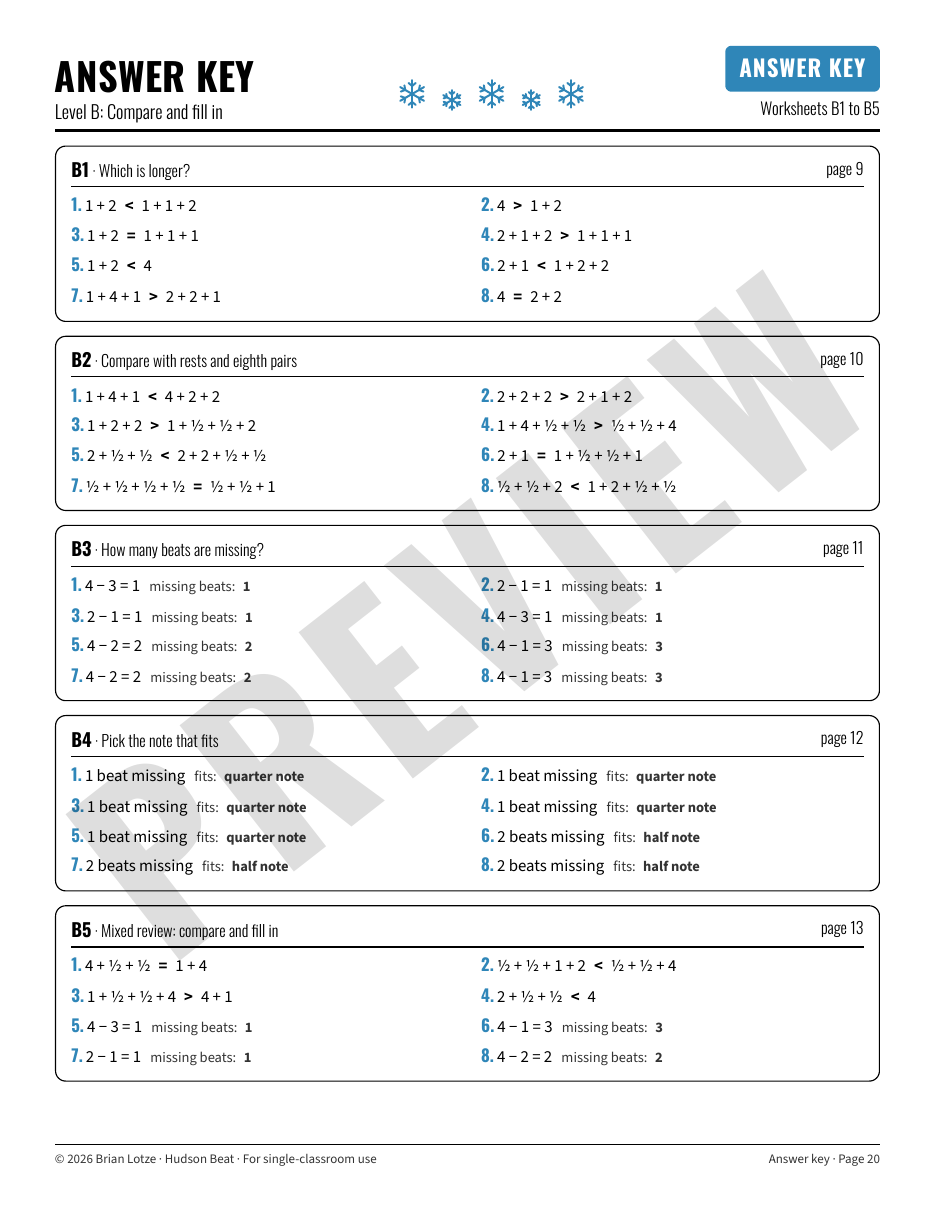 ANSWER KEY
Level B: Compare and fill in
ANSWER KEY
Worksheets B1 to B5
B1 · Which is longer? page 9
1. 1 + 2 < 1 + 1 + 2 2. 4 > 1 + 2
3. 1 + 2 = 1 + 1 + 1 4. 2 + 1 + 2 > 1 + 1 + 1
5. 1 + 2 < 4 6. 2 + 1 < 1 + 2 + 2
7. 1 + 4 + 1 > 2 + 2 + 1 8. 4 = 2 + 2
B2 · Compare with rests and eighth pairs page 10
1. 1 + 4 + 1 < 4 + 2 + 2 2. 2 + 2 + 2 > 2 + 1 + 2
3. 1 + 2 + 2 > 1 + ½ + ½ + 2 4. 1 + 4 + ½ + ½ > ½ + ½ + 4
5. 2 + ½ + ½ < 2 + 2 + ½ + ½ 6. 2 + 1 = 1 + ½ + ½ + 1
7. ½ + ½ + ½ + ½ = ½ + ½ + 1 8. ½ + ½ + 2 < 1 + 2 + ½ + ½
B3 · How many beats are missing? page 11
1. 4 − 3 = 1 missing beats: 1 2. 2 − 1 = 1 missing beats: 1
3. 2 − 1 = 1 missing beats: 1 4. 4 − 3 = 1 missing beats: 1
5. 4 − 2 = 2 missing beats: 2 6. 4 − 1 = 3 missing beats: 3
7. 4 − 2 = 2 missing beats: 2 8. 4 − 1 = 3 missing beats: 3
B4 · Pick the note that fits page 12
1. 1 beat missing fits: quarter note 2. 1 beat missing fits: quarter note
3. 1 beat missing fits: quarter note 4. 1 beat missing fits: quarter note
5. 1 beat missing fits: quarter note 6. 2 beats missing fits: half note
7. 2 beats missing fits: half note 8. 2 beats missing fits: half note
B5 · Mixed review: compare and fill in page 13
1. 4 + ½ + ½ = 1 + 4 2. ½ + ½ + 1 + 2 < ½ + ½ + 4
3. 1 + ½ + ½ + 4 > 4 + 1 4. 2 + ½ + ½ < 4
5. 4 − 3 = 1 missing beats: 1 6. 4 − 1 = 3 missing beats: 3
7. 2 − 1 = 1 missing beats: 1 8. 4 − 2 = 2 missing beats: 2
PREVIEW
© 2026 Brian Lotze · Hudson Beat · For single-classroom use Answer key · Page 20